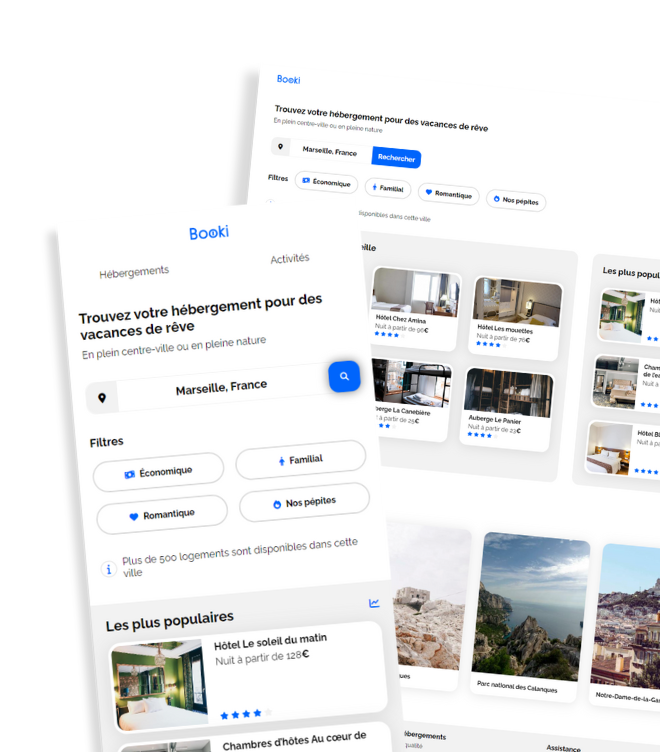 Booki
Trouvez votre hébergement pour des vacances de rêve
En plein centre-ville ou en pleine nature
Marseille, France
Rechercher
Filtres
Économique
Familial
Romantique
Nos pépites
disponibles dans cette ville
Hôtel Chez Amina
Nuit à partir de 96€
Hôtel Les mouettes
Nuit à partir de 76€
La Canebière
Nuit à partir de 25€
Auberge Le Panier
Nuit à partir de 23€
Les plus popul
Nuit
Cham
de l'e
Nuit à
Hôtel B
Nuit à pa
Parc national des Calanques
Notre-Dame-de-la-Ga
Assistance
Booki
Hébergements
Activités
Trouvez votre hébergement pour des
vacances de rêve
En plein centre-ville ou en pleine nature
Marseille, France
Filtres
Économique
Familial
Romantique
Nos pépites
Plus de 500 logements sont disponibles dans cette
ville
Les plus populaires
Hôtel Le soleil du matin
Nuit à partir de 128€
Chambres d'hôtes Au cœur de